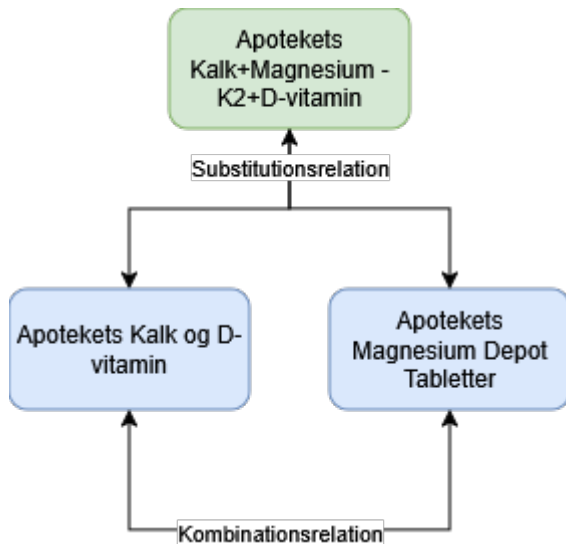 Apotekets
Kalk+Magnesium -
K2+D-vitamin
Substitutionsrelation
Apotekets Kalk og D-
vitamin
Apotekets
Magnesium Depot
Tabletter
Kombinationsrelation